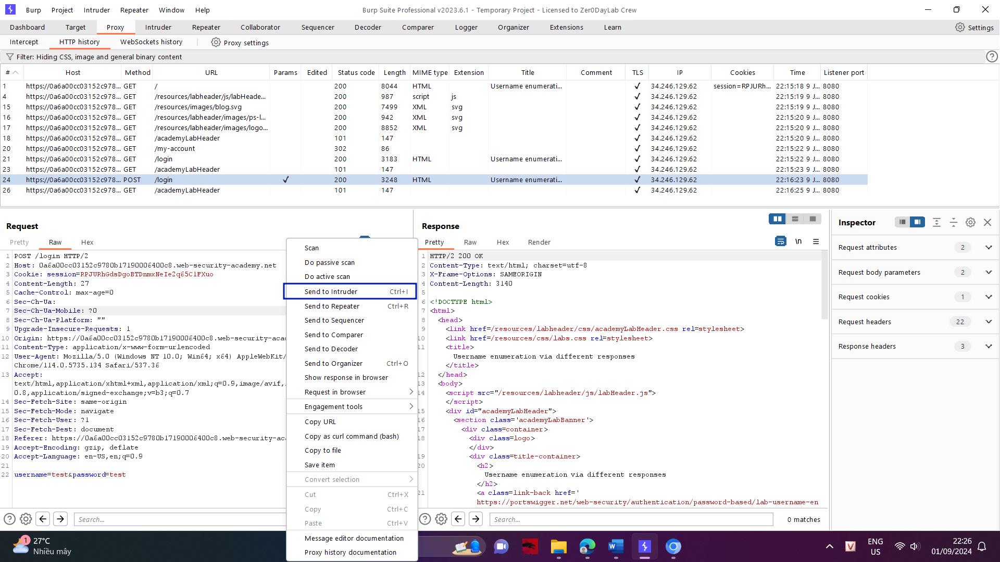 Burp Project Intruder Repeater Window Help Burp Suite Professional v2023.6.1 - Temporary Project - Licensed to Zer0DayLab Crew
Dashboard Target Proxy Intruder Repeater Collaborator Sequencer Decoder Comparer Logger Organizer Extensions Learn Settings
Intercept HTTP history WebSockets history Proxy settings
Filter: Hiding CSS, image and general binary content
# Host Method URL Params Edited Status code Length MIME type Extension Title Comment TLS IP Cookies Time Listener port
1 https://0a6a00cc03152c978... GET / 200 8044 HTML Username enumerati... ✓ 34.246.129.62 session=RPJURh... 22:15:18 9 J... 8080
4 https://0a6a00cc03152c978... GET /resources/labheader/js/labHeade... 200 987 script js ✓ 34.246.129.62 22:15:19 9 J... 8080
15 https://0a6a00cc03152c978... GET /resources/images/blog.svg 200 7499 XML svg ✓ 34.246.129.62 22:15:19 9 J... 8080
16 https://0a6a00cc03152c978... GET /resources/labheader/images/ps-l... 200 942 XML svg ✓ 34.246.129.62 22:15:20 9 J... 8080
17 https://0a6a00cc03152c978... GET /resources/labheader/images/logo... 200 8852 XML svg ✓ 34.246.129.62 22:15:20 9 J... 8080
18 https://0a6a00cc03152c978... GET /academyLabHeader 101 147 ✓ 34.246.129.62 22:15:20 9 J... 8080
20 https://0a6a00cc03152c978... GET /my-account 302 86 ✓ 34.246.129.62 22:15:22 9 J... 8080
21 https://0a6a00cc03152c978... GET /login 200 3183 HTML Username enumerati... ✓ 34.246.129.62 22:15:22 9 J... 8080
23 https://0a6a00cc03152c978... GET /academyLabHeader 101 147 ✓ 34.246.129.62 22:15:23 9 J... 8080
24 https://0a6a00cc03152c978... POST /login ✓ 200 3248 HTML Username enumerati... ✓ 34.246.129.62 22:16:23 9 J... 8080
26 https://0a6a00cc03152c978... GET /academyLabHeader 101 147 ✓ 34.246.129.62 22:16:25 9 J... 8080
Request
Pretty Raw Hex
1 POST /login HTTP/2
2 Host: 0a6a00cc03152c9780b17190006400c8.web-security-academy.net
3 Cookie: session=RPJURhGdsDgoBTDnmxNeIe2q65C1FXuo
4 Content-Length: 27
5 Cache-Control: max-age=0
6 Sec-Ch-Ua:
7 Sec-Ch-Ua-Mobile: ?0
8 Sec-Ch-Ua-Platform: ""
9 Upgrade-Insecure-Requests: 1
10 Origin: https://0a6a00cc03152c9780b17190006400c8.web-security-aca
11 Content-Type: application/x-www-form-urlencoded
12 User-Agent: Mozilla/5.0 (Windows NT 10.0; Win64; x64) AppleWebKit/
Chrome/114.0.5735.134 Safari/537.36
13 Accept:
text/html,application/xhtml+xml,application/xml;q=0.9,image/avif,
0.8,application/signed-exchange;v=b3;q=0.7
14 Sec-Fetch-Site: same-origin
15 Sec-Fetch-Mode: navigate
16 Sec-Fetch-User: ?1
17 Sec-Fetch-Dest: document
18 Referer: https://0a6a00cc03152c9780b17190006400c8.web-security-aca
19 Accept-Encoding: gzip, deflate
20 Accept-Language: en-US,en;q=0.9
21
22 username=test&password=test
Search...
Scan
Do passive scan
Do active scan
Send to Intruder Ctrl+I
Send to Repeater Ctrl+R
Send to Sequencer
Send to Comparer
Send to Decoder
Send to Organizer Ctrl+O
Show response in browser
Request in browser
Engagement tools
Copy URL
Copy as curl command (bash)
Copy to file
Save item
Convert selection
Cut Ctrl+X
Copy Ctrl+C
Paste Ctrl+V
Message editor documentation
Proxy history documentation
Response
Pretty Raw Hex Render \n
1 HTTP/2 200 OK
2 Content-Type: text/html; charset=utf-8
3 X-Frame-Options: SAMEORIGIN
4 Content-Length: 3140
5
6 <!DOCTYPE html>
7 <html>
8 <head>
9 <link href=/resources/labheader/css/academyLabHeader.css rel=stylesheet>
10 <link href=/resources/css/labs.css rel=stylesheet>
11 <title>
Username enumeration via different responses
</title>
12 </head>
13 <body>
14 <script src="/resources/labheader/js/labHeader.js">
</script>
15 <div id="academyLabHeader">
16 <section class='academyLabBanner'>
17 <div class=container>
18 <div class=logo>
</div>
19 <div class=title-container>
20 <h2>
Username enumeration via different responses
</h2>
21 <a class=link-back href='
https://portswigger.net/web-security/authentication/password-based/lab-username-en
Search... 0 matches
Inspector
Request attributes 2
Request body parameters 2
Request cookies 1
Request headers 22
Response headers 3
1 27°C
Nhiều mây
ENG
US
22:26
01/09/2024